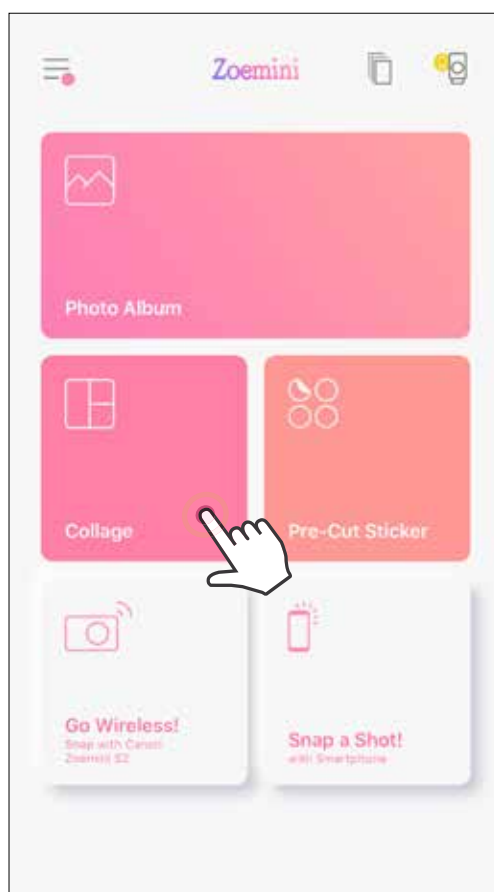 Zoemini
Photo Album
Collage
Pre-Cut Sticker
Go Wireless!
Snap with Canon
Zoemini S2
Snap a Shot!
with Smartphone